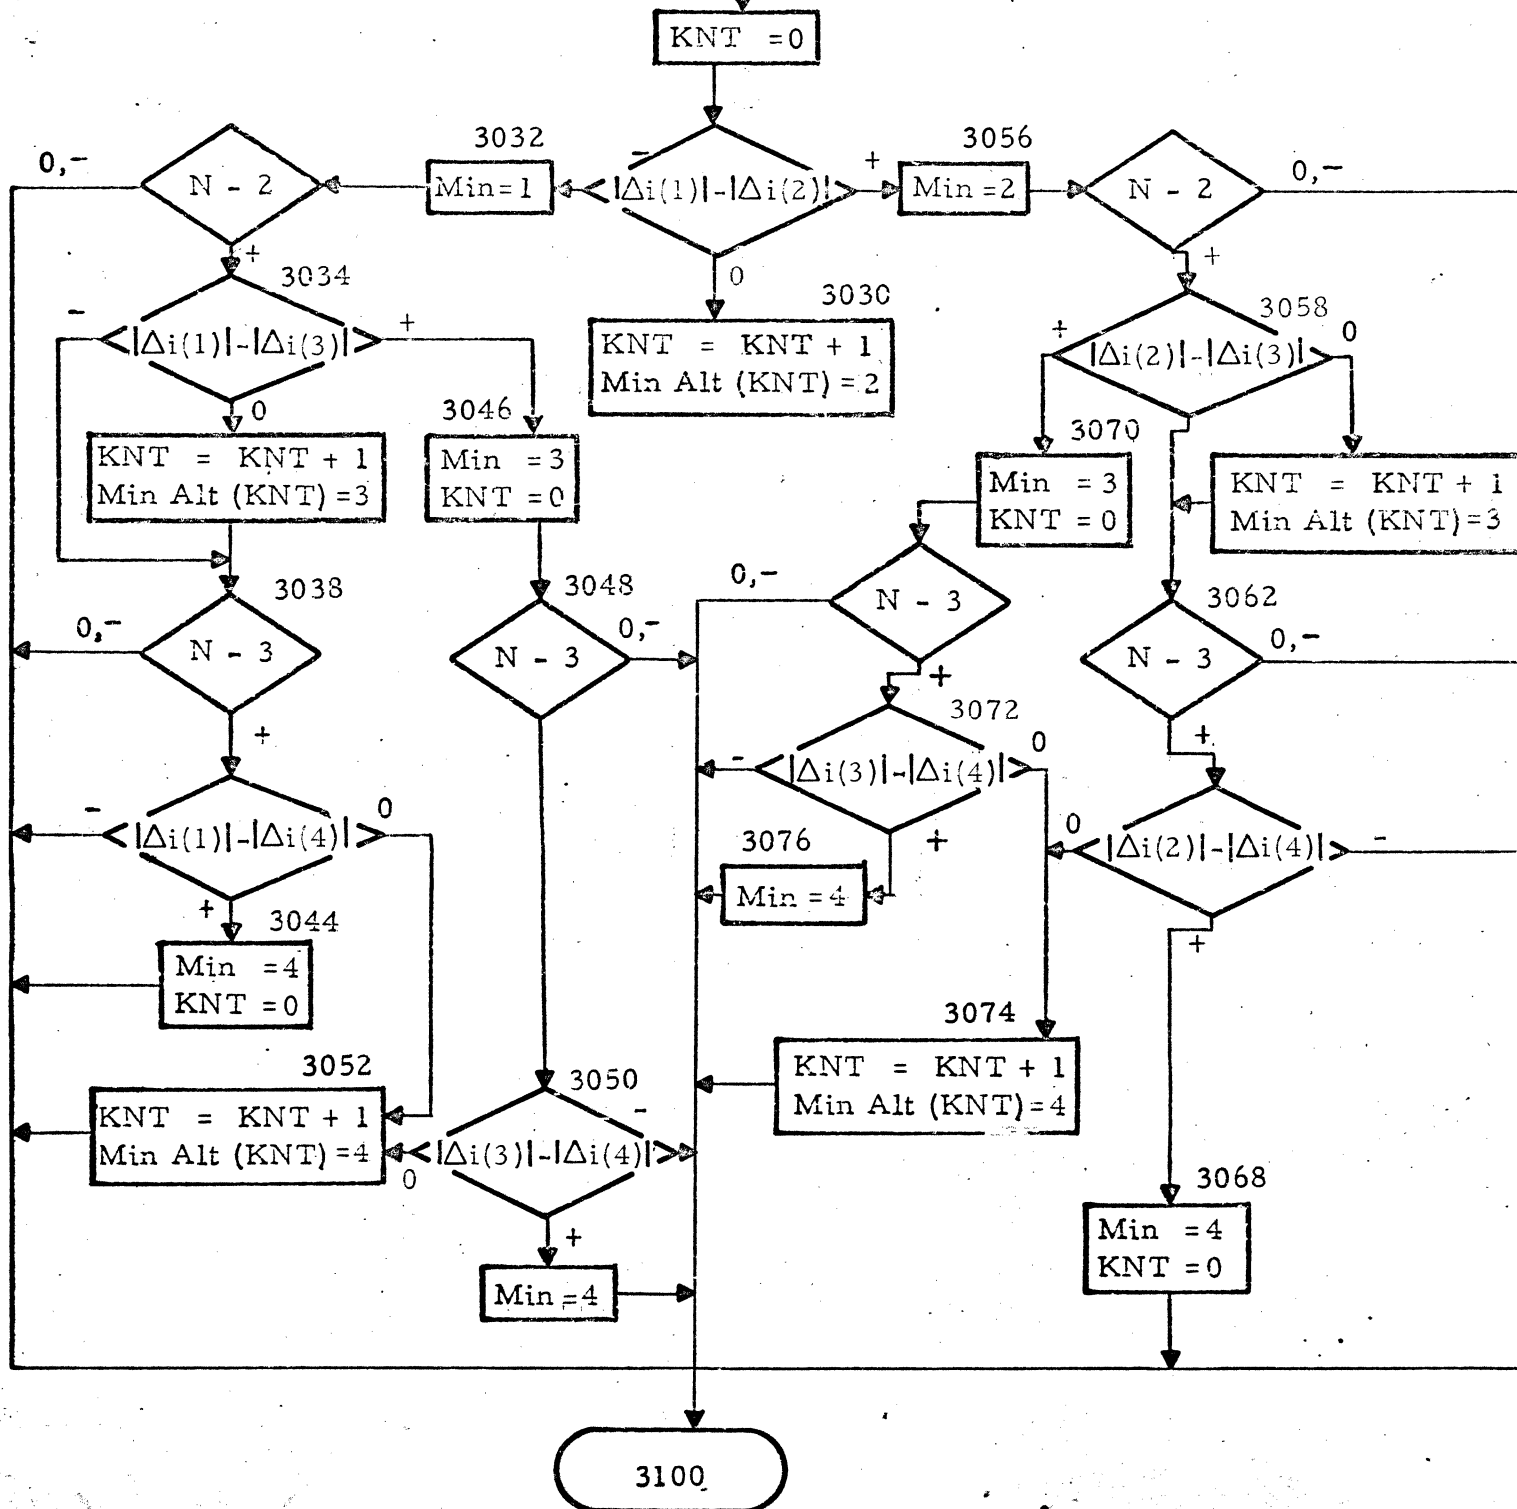 KNT = 0
3032
3056
0,-
N - 2
Min = 1
-
|Δi(1)|-|Δi(2)|
+
Min = 2
N - 2
0,-
+
3034
0
3030
+
3058
-
|Δi(1)|-|Δi(3)|
+
KNT = KNT + 1
Min Alt (KNT) = 2
+
|Δi(2)|-|Δi(3)|
0
0
3046
3070
KNT = KNT + 1
Min Alt (KNT) = 3
Min = 3
KNT = 0
Min = 3
KNT = 0
KNT = KNT + 1
Min Alt (KNT) = 3
3038
3048
0,-
N - 3
3062
0,-
N - 3
N - 3
0,-
N - 3
0,-
+
+
3072
+
-
|Δi(1)|-|Δi(4)|
0
-
|Δi(3)|-|Δi(4)|
0
0
|Δi(2)|-|Δi(4)|
-
+
3044
3076
+
+
Min = 4
KNT = 0
Min = 4
3074
3052
3050
KNT = KNT + 1
Min Alt (KNT) = 4
KNT = KNT + 1
Min Alt (KNT) = 4
0
|Δi(3)|-|Δi(4)|
-
3068
+
Min = 4
Min = 4
KNT = 0
3100